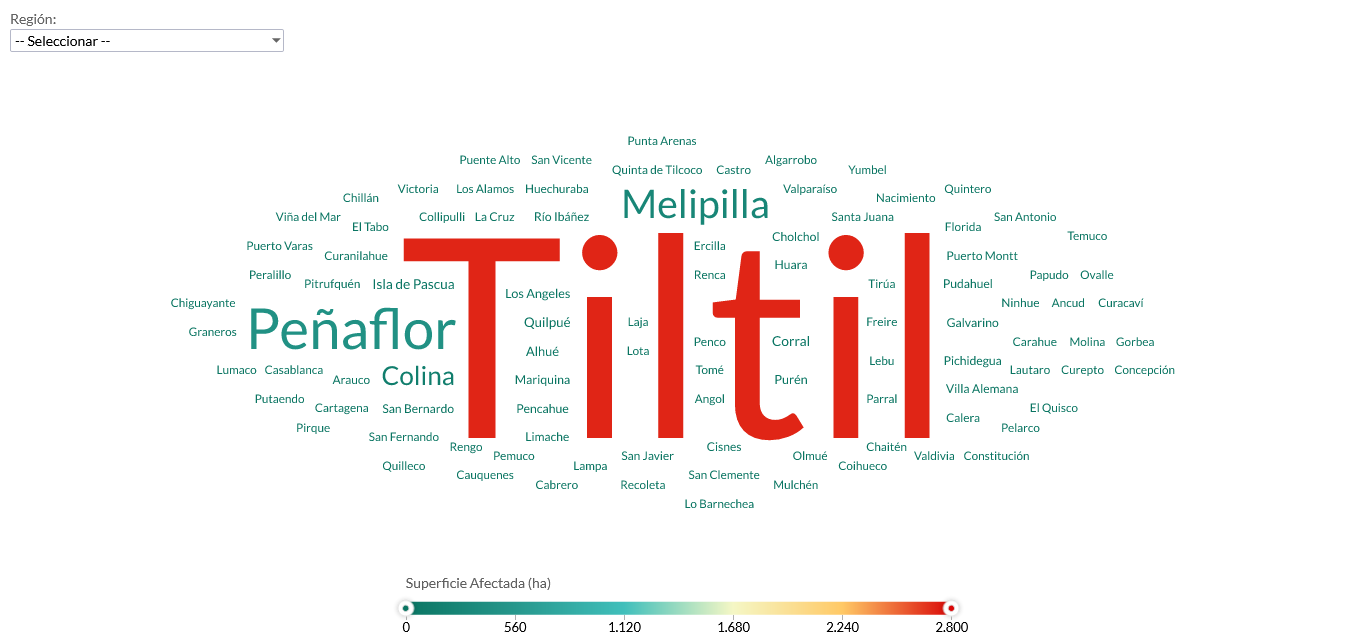 Región:
-- Seleccionar --
Punta Arenas
Puente Alto San Vicente Algarrobo
Quinta de Tilcoco Castro Yumbel
Victoria Los Alamos Huechuraba Valparaíso Quintero
Chillán Melipilla Nacimiento
Viña del Mar Collipulli La Cruz Río Ibáñez Santa Juana San Antonio
El Tabo Florida
Cholchol Temuco
Puerto Varas Ercilla
Curanilahue Puerto Montt
Huara
Peralillo Renca Papudo Ovalle
Pitrufquén Isla de Pascua Tirúa Pudahuel
Los Angeles
Chiguayante Ninhue Ancud Curacaví
Quilpué Laja Freire Galvarino
Graneros Peñaflor Tiltil
Penco Corral Carahue Molina Gorbea
Alhué Lota
Lebu Pichidegua
Lumaco Casablanca Tomé Lautaro Curepto Concepción
Arauco Colina Mariquina Purén
Villa Alemana
Putaendo Angol Parral
Cartagena San Bernardo Pencahue El Quisco
Calera
Pirque Pelarco
San Fernando Limache
Rengo Cisnes Chaitén
Pemuco San Javier Olmué Valdivia Constitución
Quilleco Lampa Coihueco
Cauquenes San Clemente
Cabrero Recoleta Mulchén
Lo Barnechea
Superficie Afectada (ha)
0 560 1.120 1.680 2.240 2.800